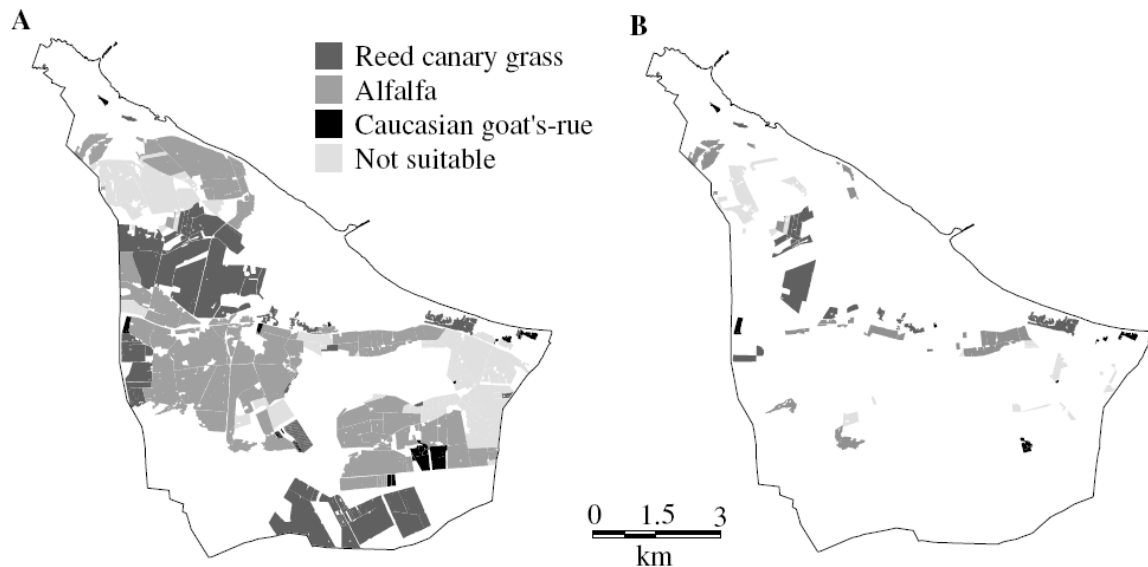 A
Reed canary grass
Alfalfa
Caucasian goat's-rue
Not suitable
B
0 1.5 3
km